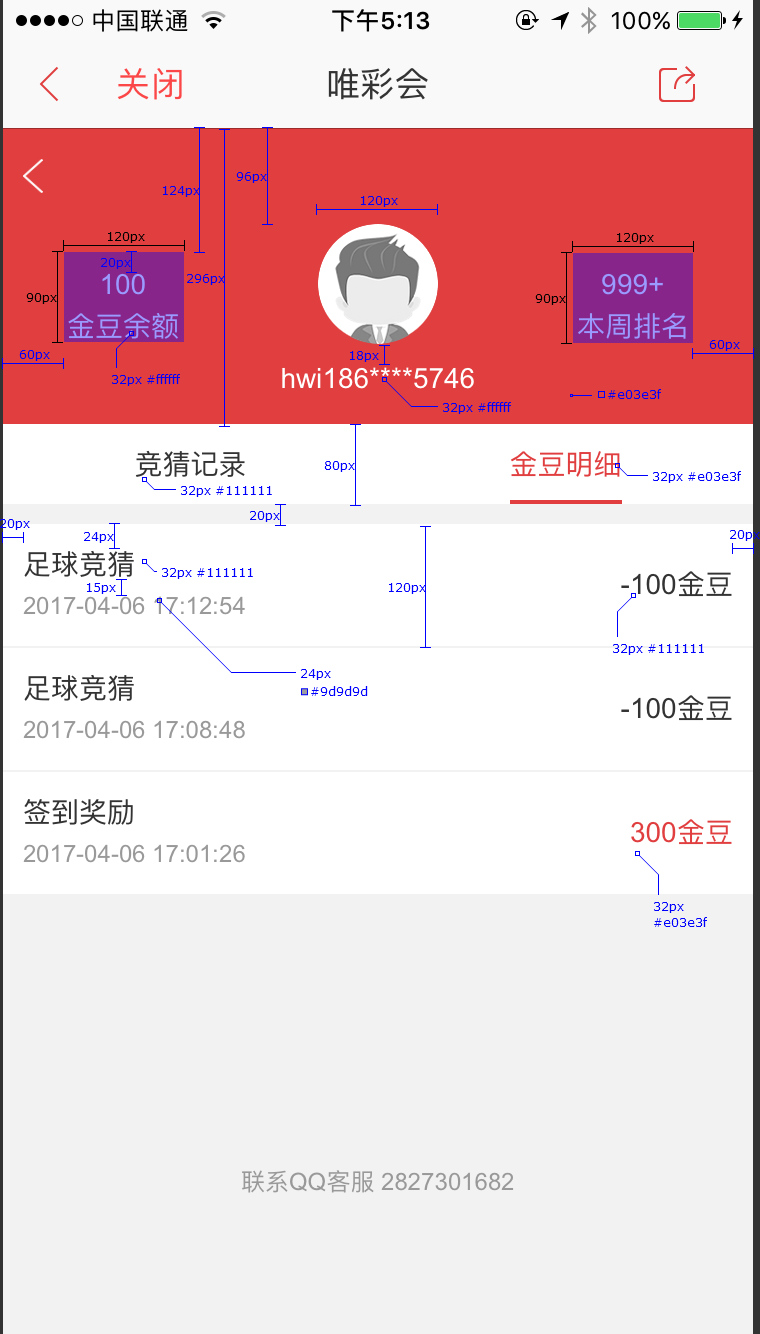 中国联通 下午5:13 100%
关闭 唯彩会
124px 96px
120px
120px 120px
20px 296px
100 999+
90px 90px
金豆余额 本周排名
60px 18px 60px
32px #ffffff hwi186****5746
32px #ffffff #e03e3f
竞猜记录 80px 金豆明细
32px #111111 32px #e03e3f
20px
20px 24px 20px
足球竞猜 32px #111111 -100金豆
15px 120px
2017-04-06 17:12:54
32px #111111
24px
#9d9d9d
足球竞猜 -100金豆
2017-04-06 17:08:48
签到奖励 300金豆
2017-04-06 17:01:26
32px
#e03e3f
联系QQ客服 2827301682